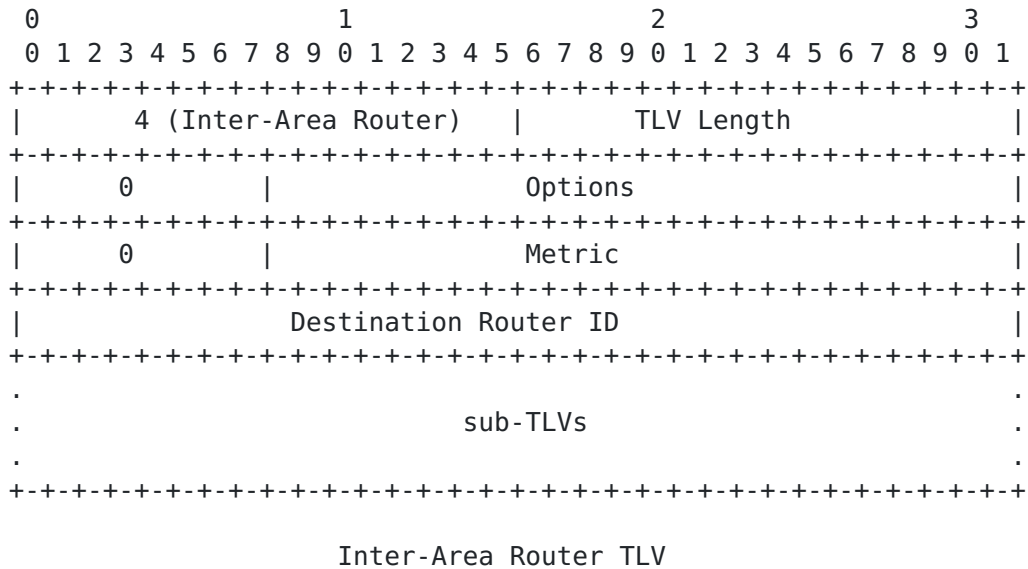 0                   1                   2                   3
 0 1 2 3 4 5 6 7 8 9 0 1 2 3 4 5 6 7 8 9 0 1 2 3 4 5 6 7 8 9 0 1
+-+-+-+-+-+-+-+-+-+-+-+-+-+-+-+-+-+-+-+-+-+-+-+-+-+-+-+-+-+-+-+-+
|       4 (Inter-Area Router)   |       TLV Length              |
+-+-+-+-+-+-+-+-+-+-+-+-+-+-+-+-+-+-+-+-+-+-+-+-+-+-+-+-+-+-+-+-+
|      0        |                Options                        |
+-+-+-+-+-+-+-+-+-+-+-+-+-+-+-+-+-+-+-+-+-+-+-+-+-+-+-+-+-+-+-+-+
|      0        |                Metric                         |
+-+-+-+-+-+-+-+-+-+-+-+-+-+-+-+-+-+-+-+-+-+-+-+-+-+-+-+-+-+-+-+-+
|                 Destination Router ID                         |
+-+-+-+-+-+-+-+-+-+-+-+-+-+-+-+-+-+-+-+-+-+-+-+-+-+-+-+-+-+-+-+-+
.                                                               .
.                            sub-TLVs                           .
.                                                               .
+-+-+-+-+-+-+-+-+-+-+-+-+-+-+-+-+-+-+-+-+-+-+-+-+-+-+-+-+-+-+-+-+
                     Inter-Area Router TLV